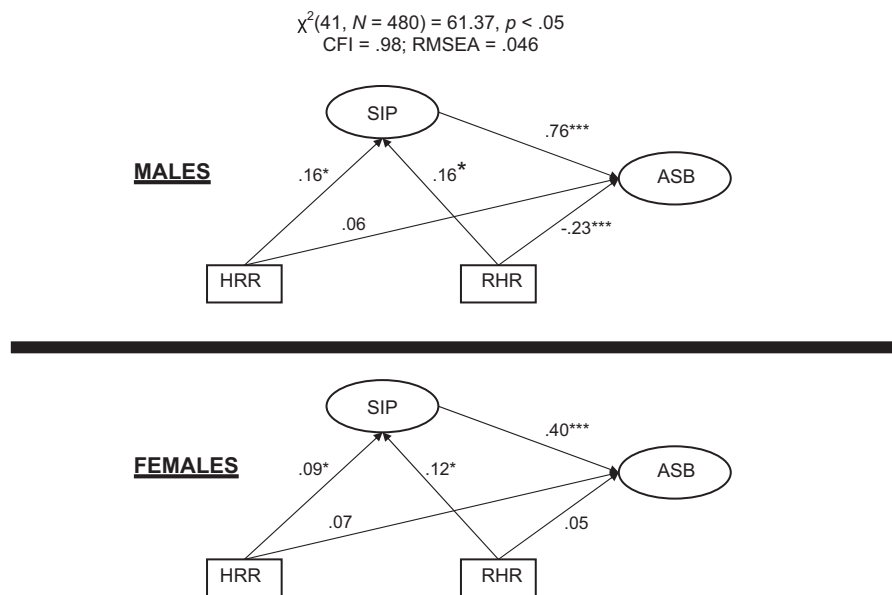 χ²(41, N = 480) = 61.37, p < .05
CFI = .98; RMSEA = .046
SIP
.76***
MALES
.16*
.16*
ASB
.06
-.23***
HRR
RHR
SIP
.40***
FEMALES
.09*
.12*
ASB
.07
.05
HRR
RHR